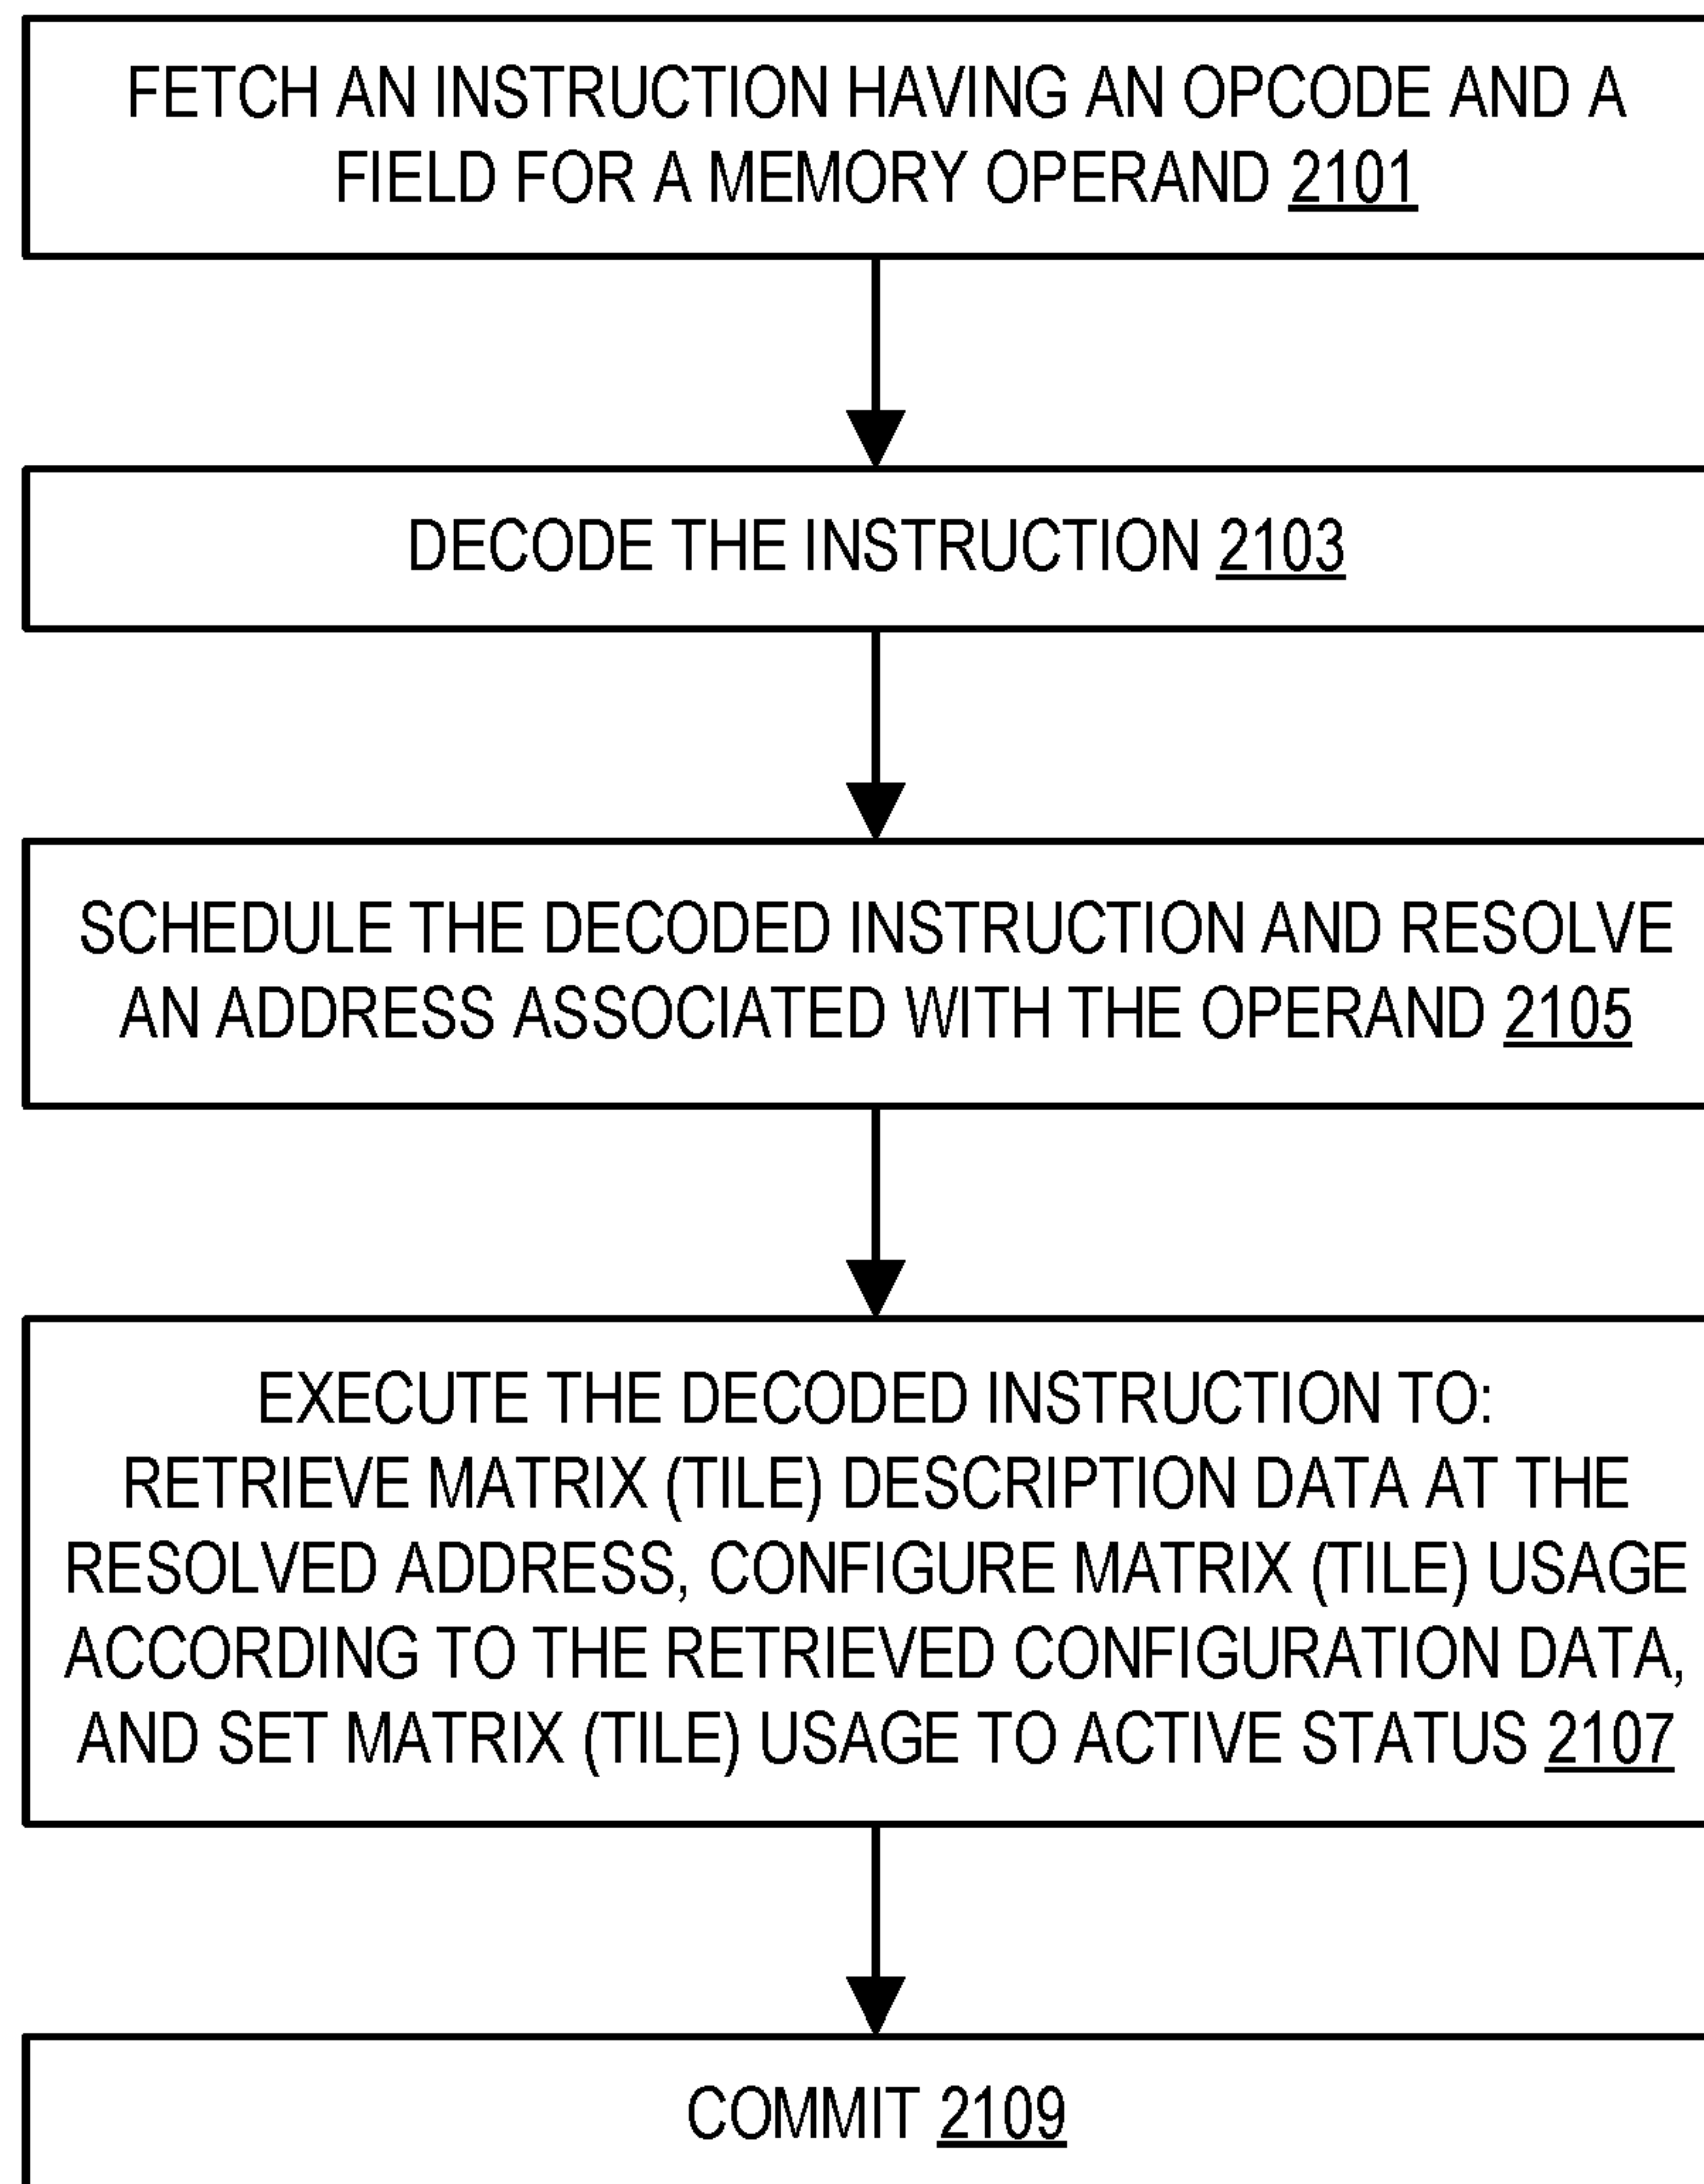 FETCH AN INSTRUCTION HAVING AN OPCODE AND A
FIELD FOR A MEMORY OPERAND 2101
DECODE THE INSTRUCTION 2103
SCHEDULE THE DECODED INSTRUCTION AND RESOLVE
AN ADDRESS ASSOCIATED WITH THE OPERAND 2105
EXECUTE THE DECODED INSTRUCTION TO:
RETRIEVE MATRIX (TILE) DESCRIPTION DATA AT THE
RESOLVED ADDRESS, CONFIGURE MATRIX (TILE) USAGE
ACCORDING TO THE RETRIEVED CONFIGURATION DATA,
AND SET MATRIX (TILE) USAGE TO ACTIVE STATUS 2107
COMMIT 2109